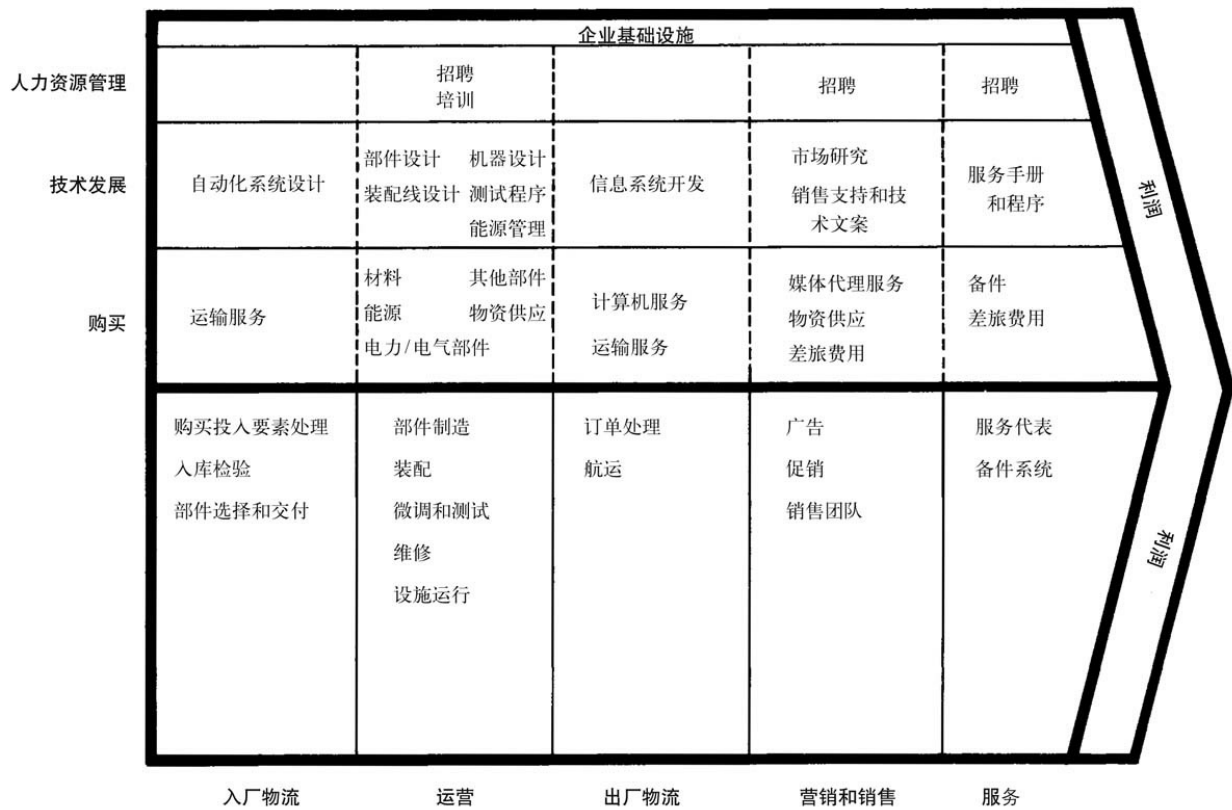 企业基础设施
人力资源管理
招聘
培训
招聘
招聘
技术发展
自动化系统设计
部件设计 机器设计
装配线设计 测试程序
能源管理
信息系统开发
市场研究
销售支持和技
术文案
服务手册
和程序
利润
购买
运输服务
材料 其他部件
能源 物资供应
电力/电气部件
计算机服务
运输服务
媒体代理服务
物资供应
差旅费用
备件
差旅费用
购买投入要素处理
入库检验
部件选择和交付
部件制造
装配
微调和测试
维修
设施运行
订单处理
航运
广告
促销
销售团队
服务代表
备件系统
利润
入厂物流 运营 出厂物流 营销和销售 服务